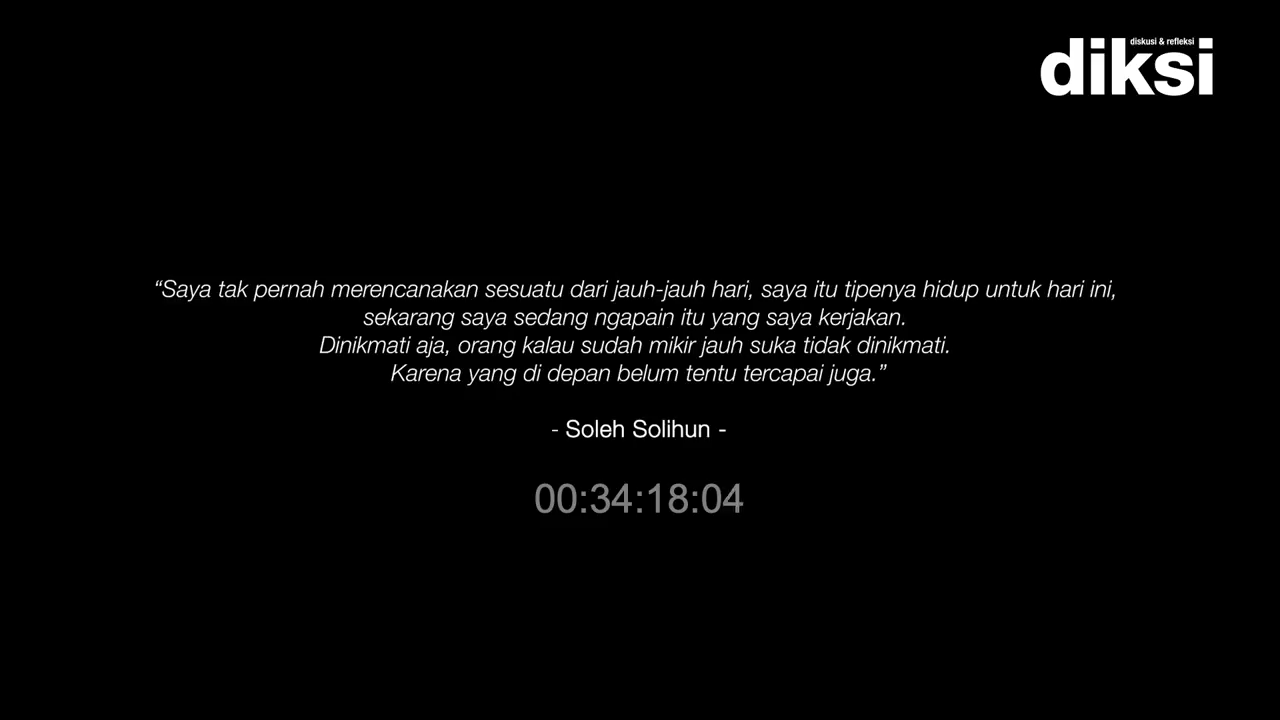 diskusi & refleksi
diksi
“Saya tak pernah merencanakan sesuatu dari jauh-jauh hari, saya itu tipenya hidup untuk hari ini,
sekarang saya sedang ngapain itu yang saya kerjakan.
Dinikmati aja, orang kalau sudah mikir jauh suka tidak dinikmati.
Karena yang di depan belum tentu tercapai juga.”
- Soleh Solihun -
00:34:18:04